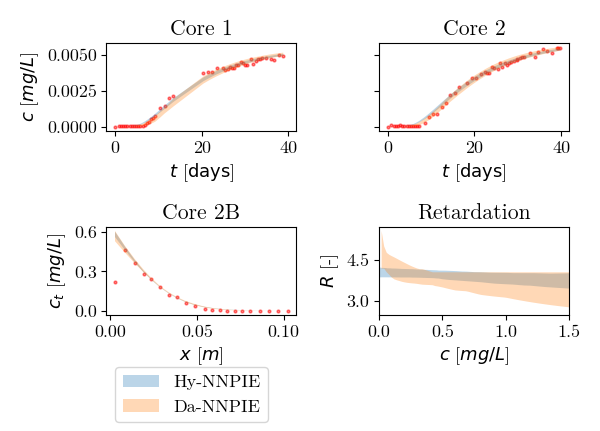 Core 1
Core 2
0.0050
0.0025
0.0000
c [mg/L]
0 20 40
0 20 40
t [days]
t [days]
Core 2B
Retardation
0.6
0.3
0.0
c_t [mg/L]
4.5
3.0
R [-]
0.00 0.05 0.10
0.0 0.5 1.0 1.5
x [m]
c [mg/L]
Hy-NNPIE
Da-NNPIE